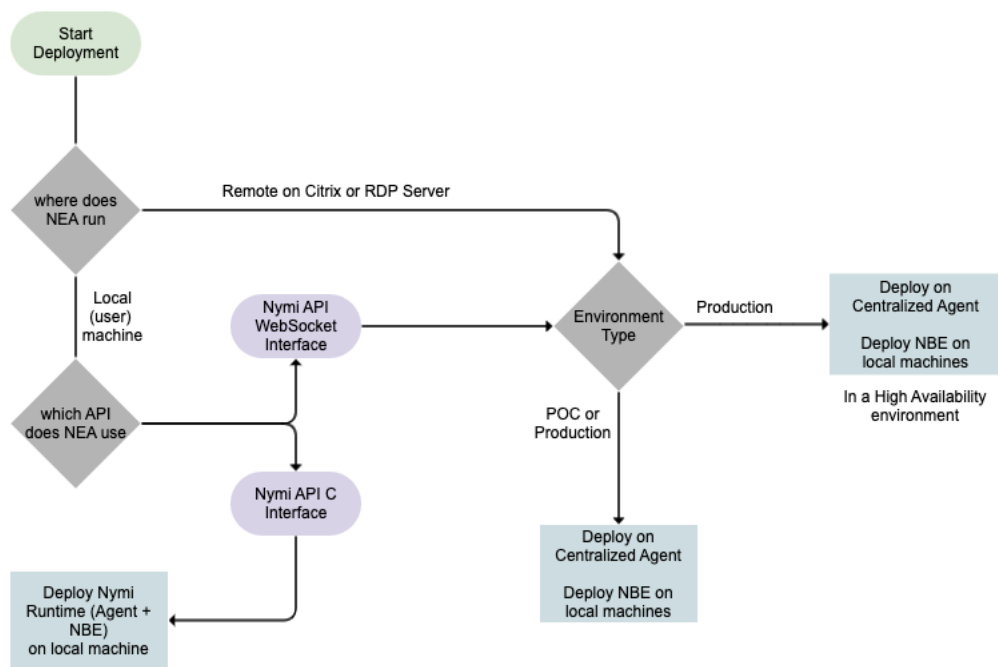 Start
Deployment
where does
NEA run
Remote on Citrix or RDP Server
Local
(user)
machine
Nymi API
WebSocket
Interface
Environment
Type
Production
Deploy on
Centralized Agent
Deploy NBE on
local machines
In a High Availability
environment
which API
does NEA use
POC or
Production
Nymi API C
Interface
Deploy on
Centralized Agent
Deploy NBE on
local machines
Deploy Nymi
Runtime (Agent +
NBE)
on local machine